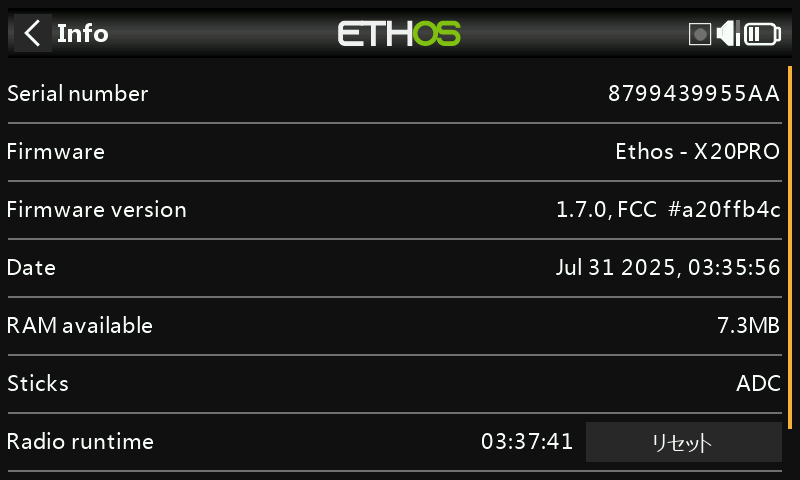 Info
ETHOS
Serial number 8799439955AA
Firmware Ethos - X20PRO
Firmware version 1.7.0, FCC #a20ffb4c
Date Jul 31 2025, 03:35:56
RAM available 7.3MB
Sticks ADC
Radio runtime 03:37:41 リセット